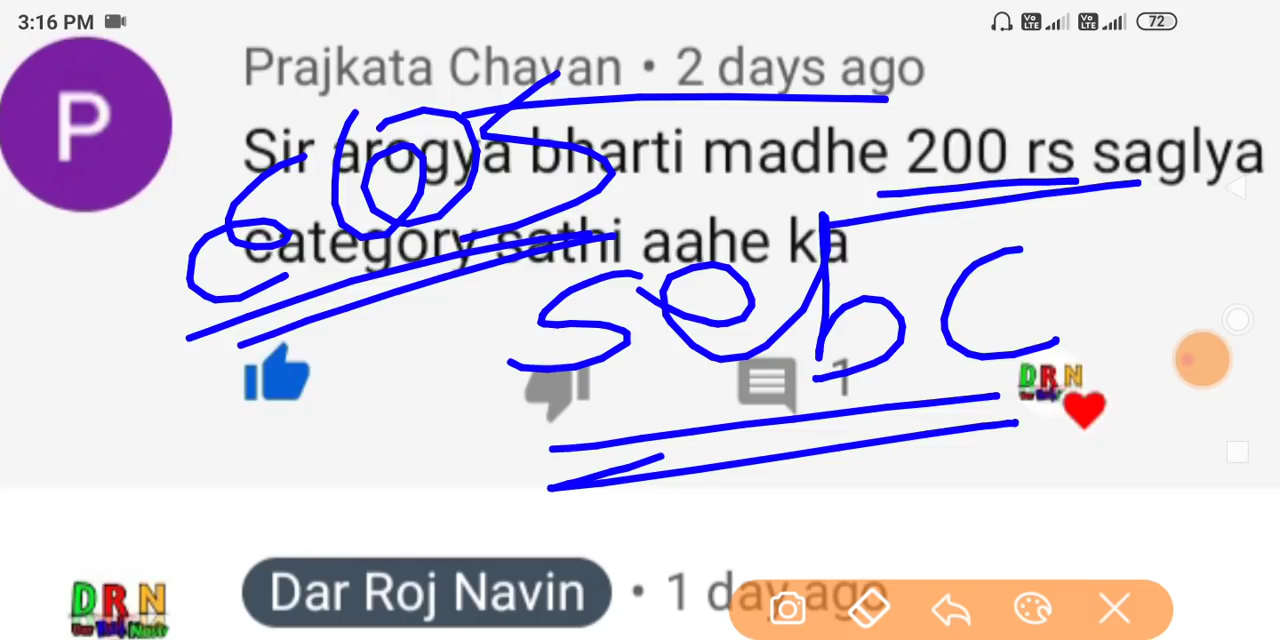 3:16 PM
72
P
Prajkata Chavan • 2 days ago
Sir arogya bharti madhe 200 rs saglya
category sathi aahe ka
sebc
1
DRN
DRN
Dar Roj Navin • 1 day ago